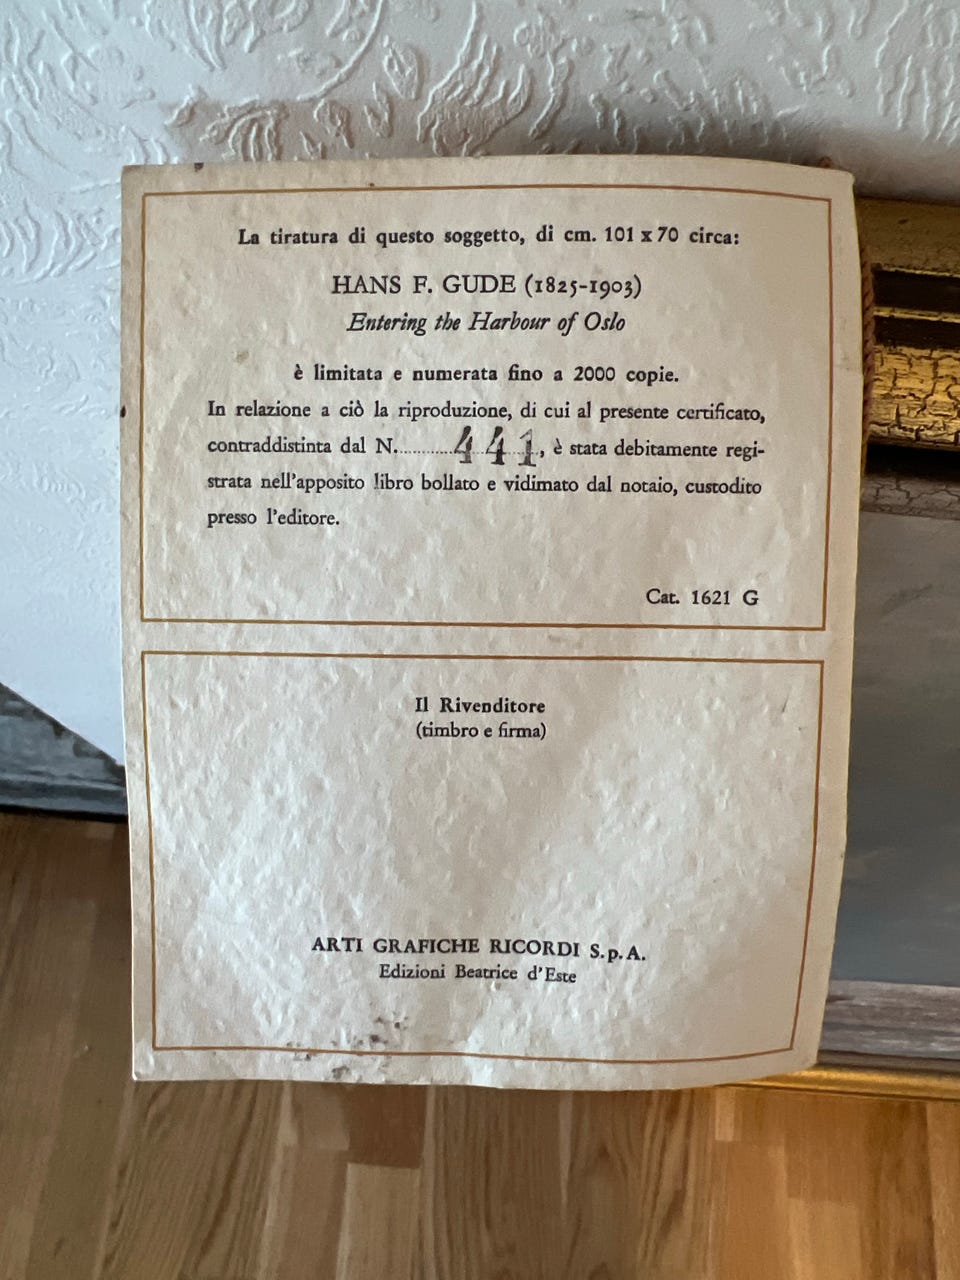 La tiratura di questo soggetto, di cm. 101 x 70 circa:
HANS F. GUDE (1825-1903)
Entering the Harbour of Oslo
è limitata e numerata fino a 2000 copie.
In relazione a ciò la riproduzione, di cui al presente certificato,
contraddistinta dal N. 441, è stata debitamente regi-
strata nell'apposito libro bollato e vidimato dal notaio, custodito
presso l'editore.
Cat. 1621 G
Il Rivenditore
(timbro e firma)
ARTI GRAFICHE RICORDI S.p.A.
Edizioni Beatrice d'Este